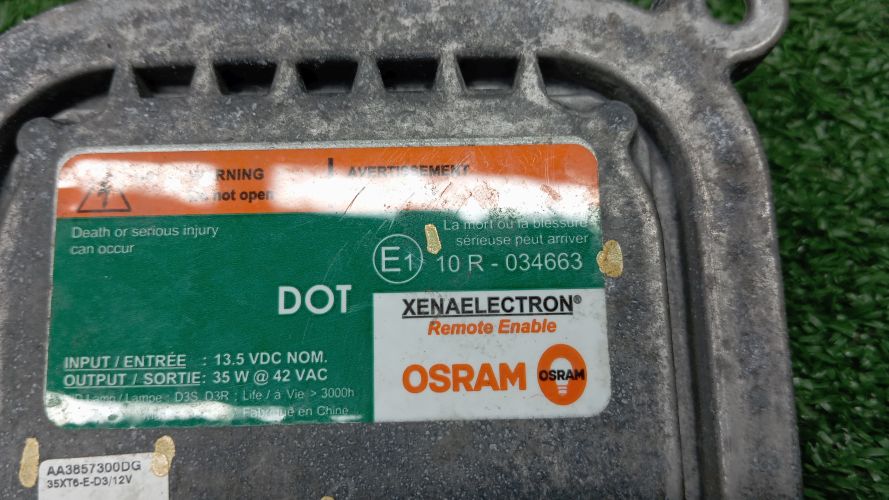 WARNING
not open
AVERTISSEMENT
Death or serious injury
can occur
La mort ou la blessure
sérieuse peut arriver
E1 10 R - 034663
DOT
XENAELECTRON®
Remote Enable
INPUT / ENTRÉE : 13.5 VDC NOM.
OUTPUT / SORTIE: 35 W @ 42 VAC
Lamp / Lampe : D3S, D3R ; Life / à Vie > 3000h
Fabriqué en Chine
OSRAM
OSRAM
AA3857300DG
35XT6-E-D3/12V